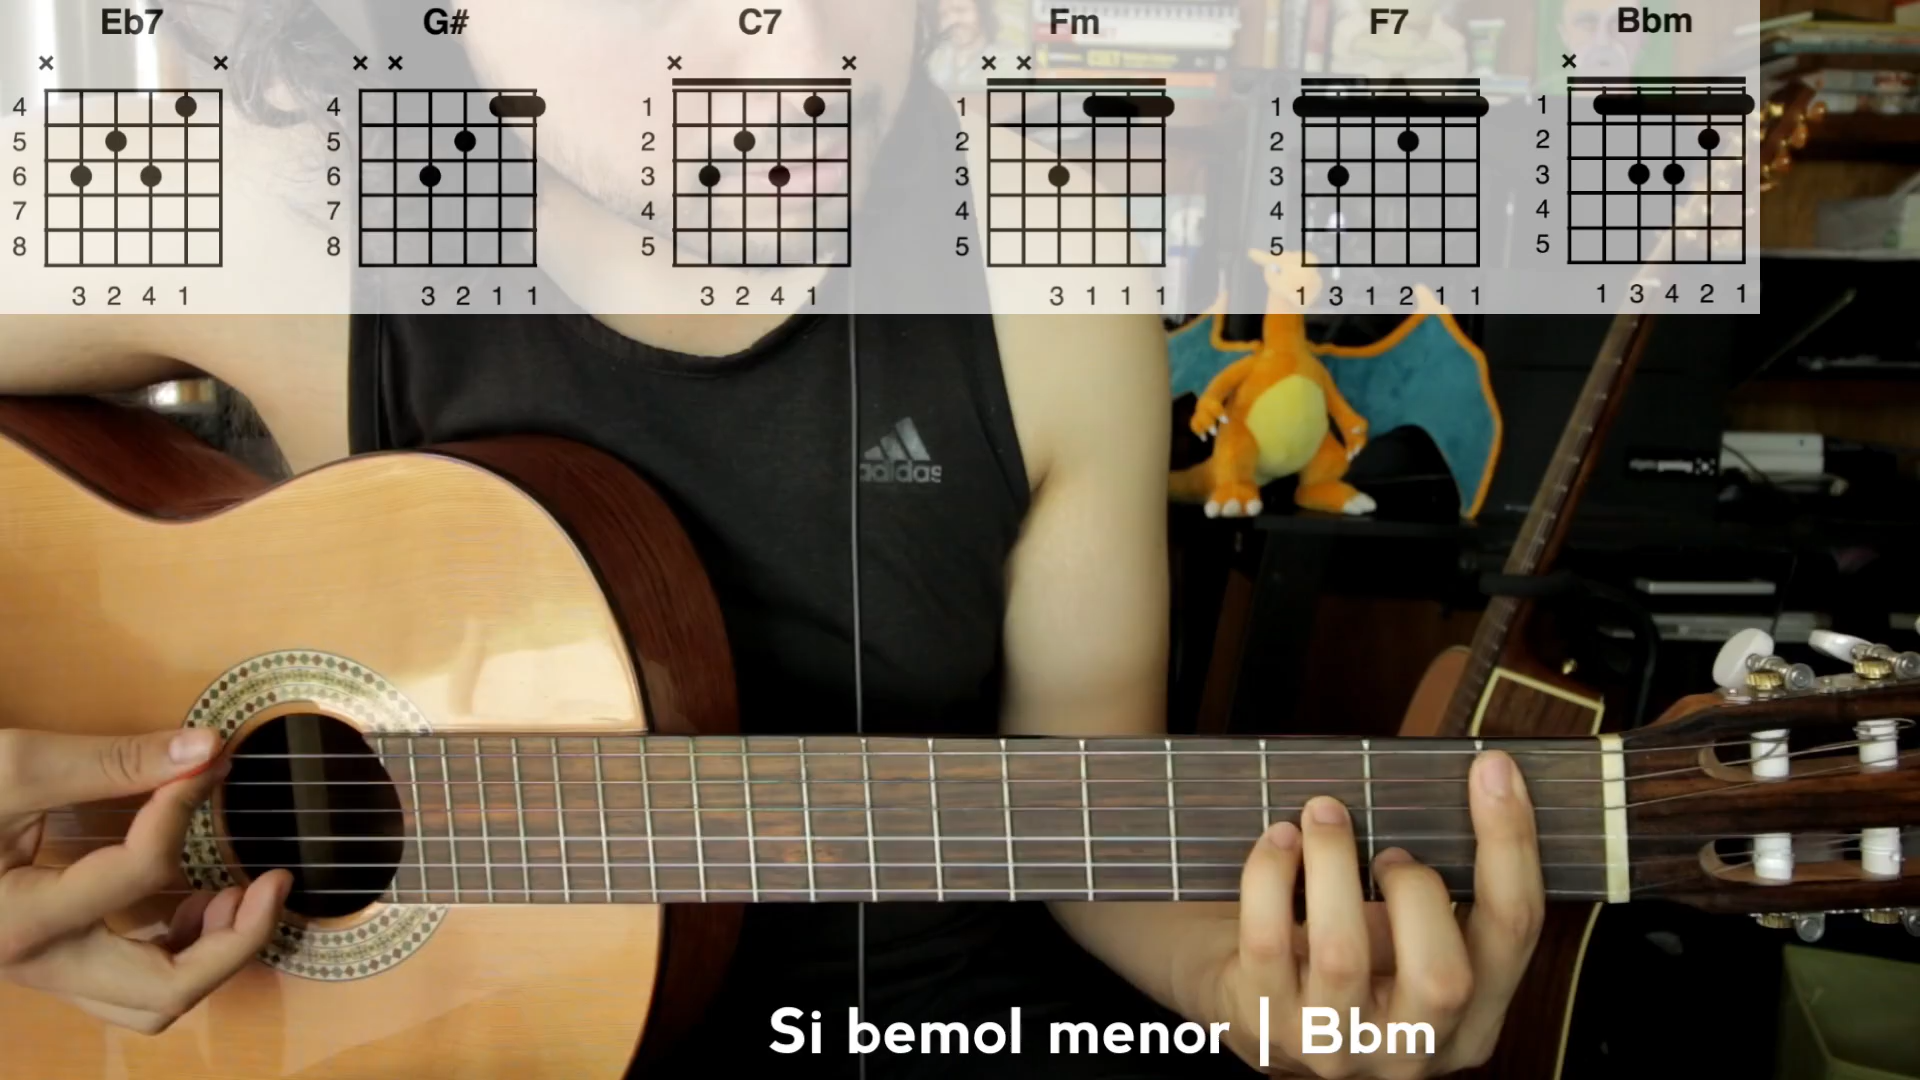 Eb7 G# C7 Fm F7 Bbm
× × × × × × × × ×
4 4 1 1 1 1
5 5 2 2 2 2
6 6 3 3 3 3
7 7 4 4 4 4
8 8 5 5 5 5
3 2 4 1 3 2 1 1 3 2 4 1 3 1 1 1 1 3 1 2 1 1 1 3 4 2 1
adidas
Si bemol menor | Bbm